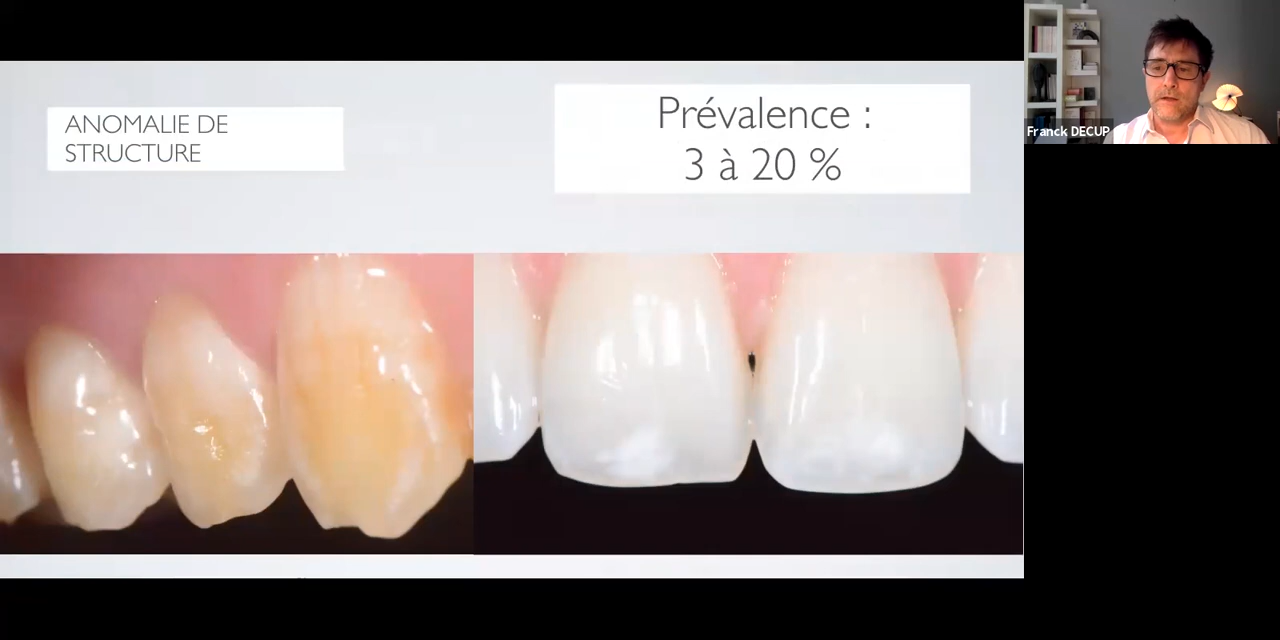 ANOMALIE DE
STRUCTURE
Prévalence :
3 à 20 %
Franck DECUP